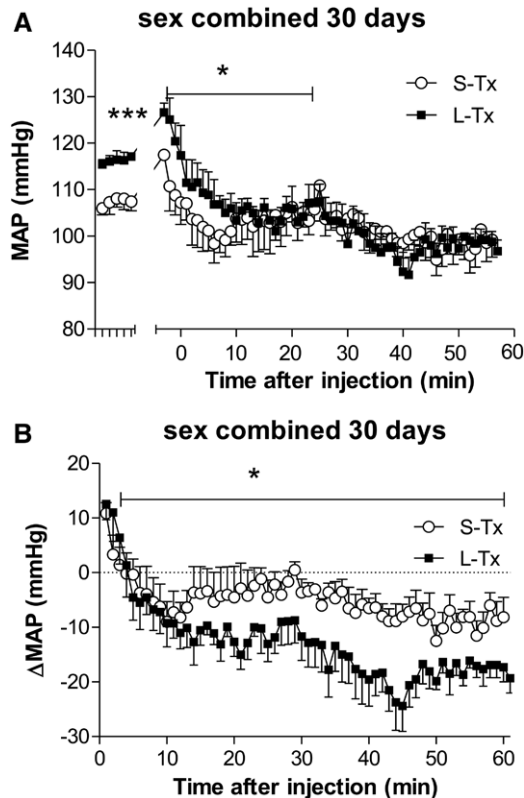 A
sex combined 30 days
140
130
120
110
100
90
80
MAP (mmHg)
***
*
S-Tx
L-Tx
0 10 20 30 40 50 60
Time after injection (min)
B
sex combined 30 days
20
10
0
-10
-20
-30
ΔMAP (mmHg)
*
S-Tx
L-Tx
0 10 20 30 40 50 60
Time after injection (min)